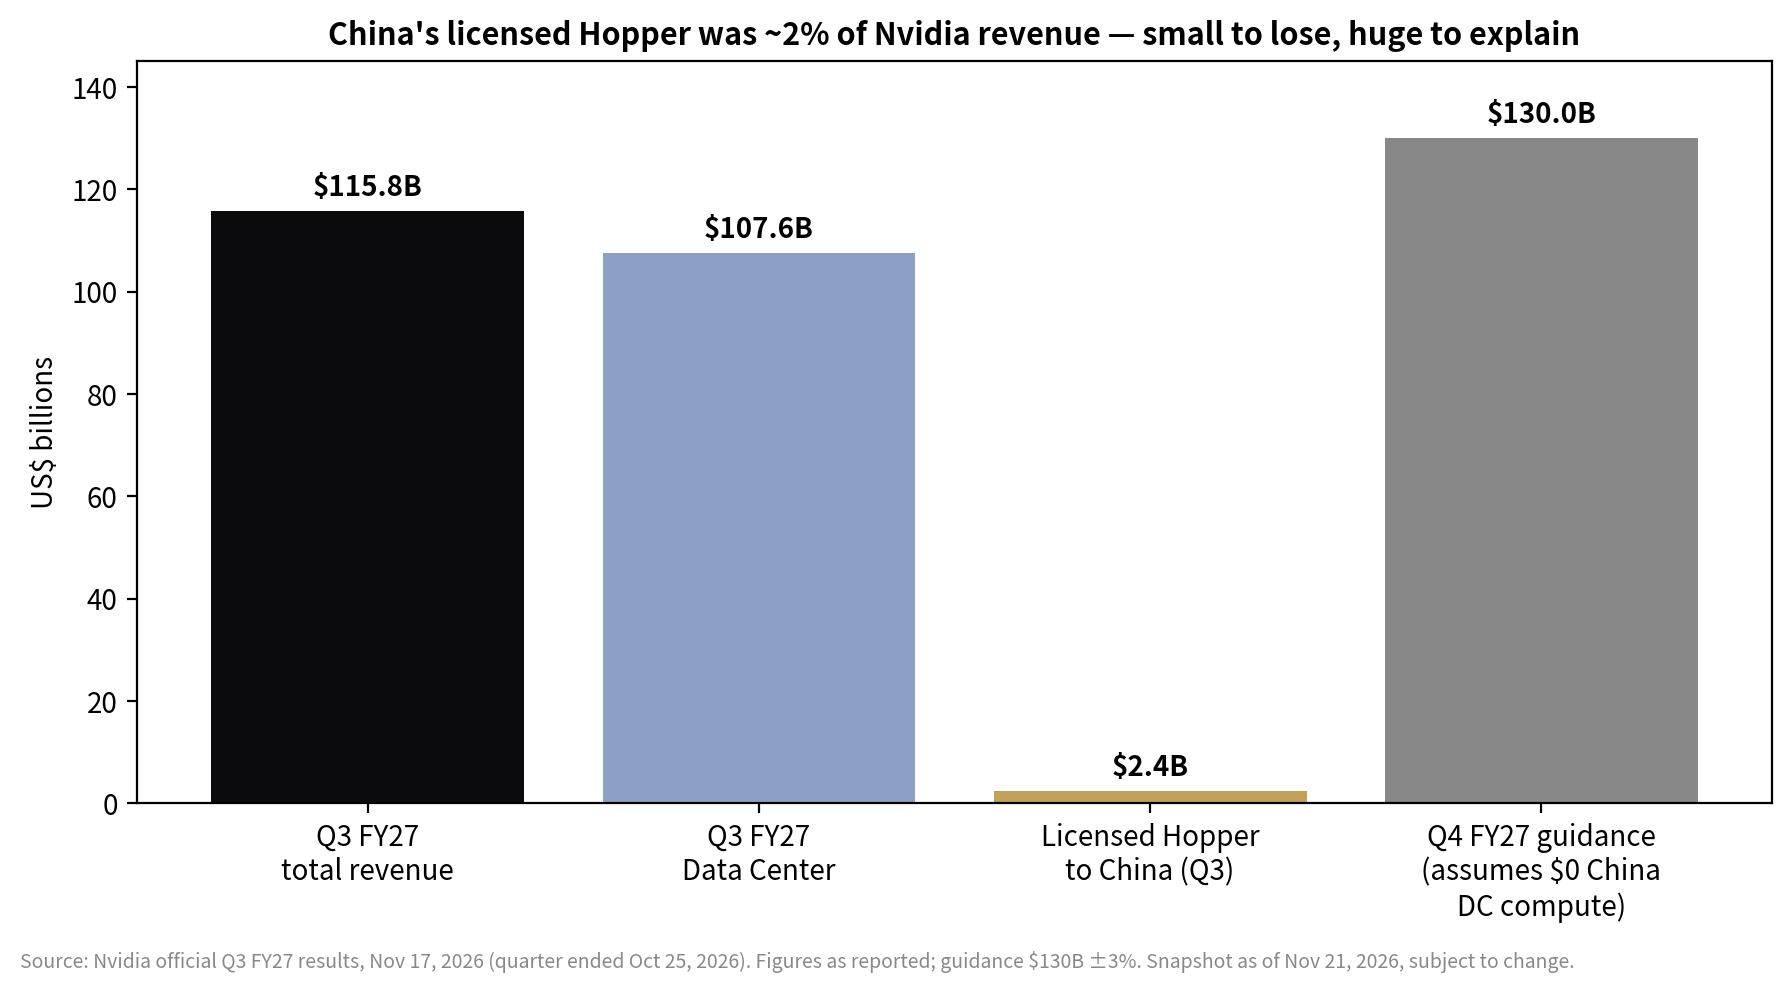 China's licensed Hopper was ~2% of Nvidia revenue — small to lose, huge to explain
US$ billions
140
120
100
80
60
40
20
0
$115.8B
$107.6B
$2.4B
$130.0B
Q3 FY27
total revenue
Q3 FY27
Data Center
Licensed Hopper
to China (Q3)
Q4 FY27 guidance
(assumes $0 China
DC compute)
Source: Nvidia official Q3 FY27 results, Nov 17, 2026 (quarter ended Oct 25, 2026). Figures as reported; guidance $130B ±3%. Snapshot as of Nov 21, 2026, subject to change.